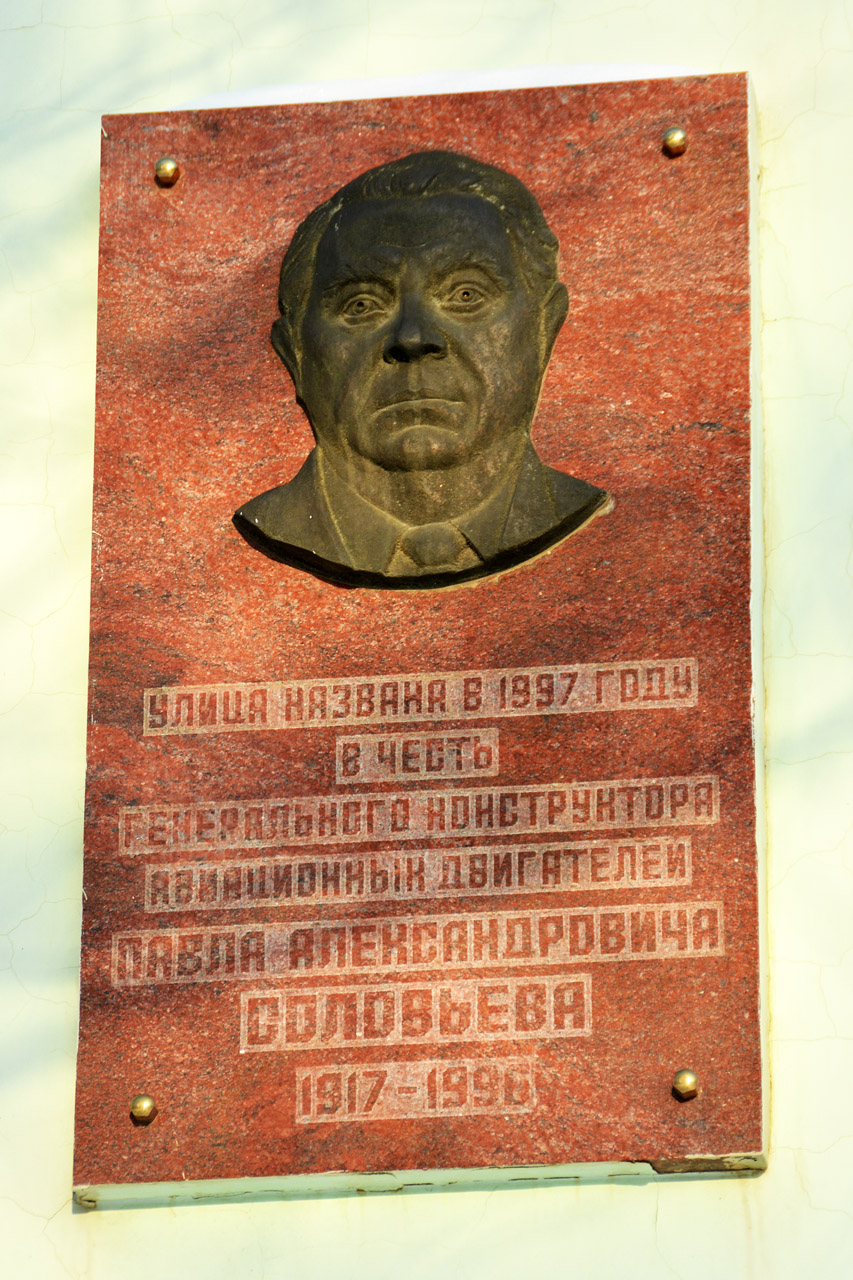 УЛИЦА НАЗВАНА В 1997 ГОДУ
В ЧЕСТЬ
ГЕНЕРАЛЬНОГО КОНСТРУКТОРА
АВИАЦИОННЫХ ДВИГАТЕЛЕЙ
ПАВЛА АЛЕКСАНДРОВИЧА
СОЛОВЬЕВА
1917-1996